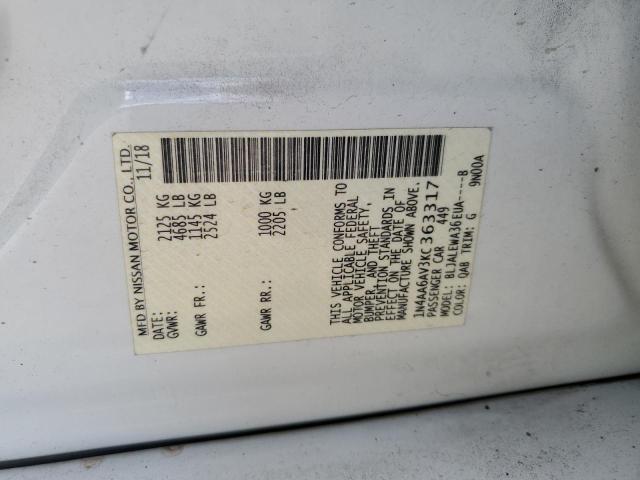 MFD BY NISSAN MOTOR CO., LTD.
DATE: 11/18
GVWR: 2125 KG
4685 LB
GAWR FR.: 1145 KG
2524 LB
GAWR RR.: 1000 KG
2205 LB
THIS VEHICLE CONFORMS TO
ALL APPLICABLE FEDERAL
MOTOR VEHICLE SAFETY,
BUMPER, AND THEFT
PREVENTION STANDARDS IN
EFFECT ON THE DATE OF
MANUFACTURE SHOWN ABOVE.
1N4AA6AV3KC363317
PASSENGER CAR 449
MODEL: BLJALEWA36EUA----B
COLOR: QAB TRIM: G 9N00A